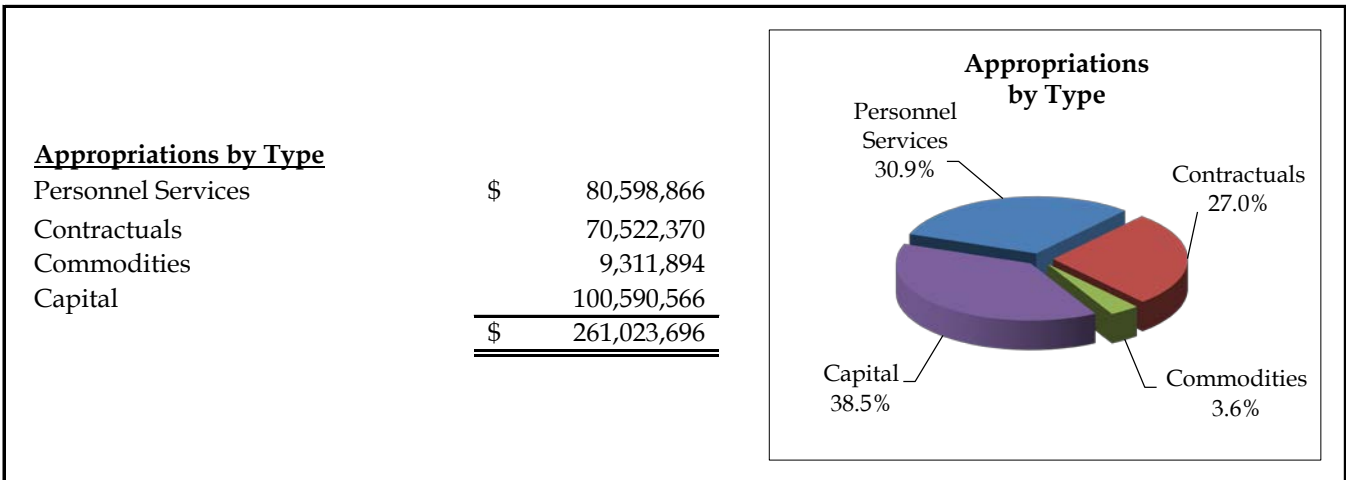 Appropriations by Type
Personnel Services $ 80,598,866
Contractuals 70,522,370
Commodities 9,311,894
Capital 100,590,566
$ 261,023,696
Appropriations
by Type
Personnel
Services
30.9%
Contractuals
27.0%
Capital
38.5%
Commodities
3.6%